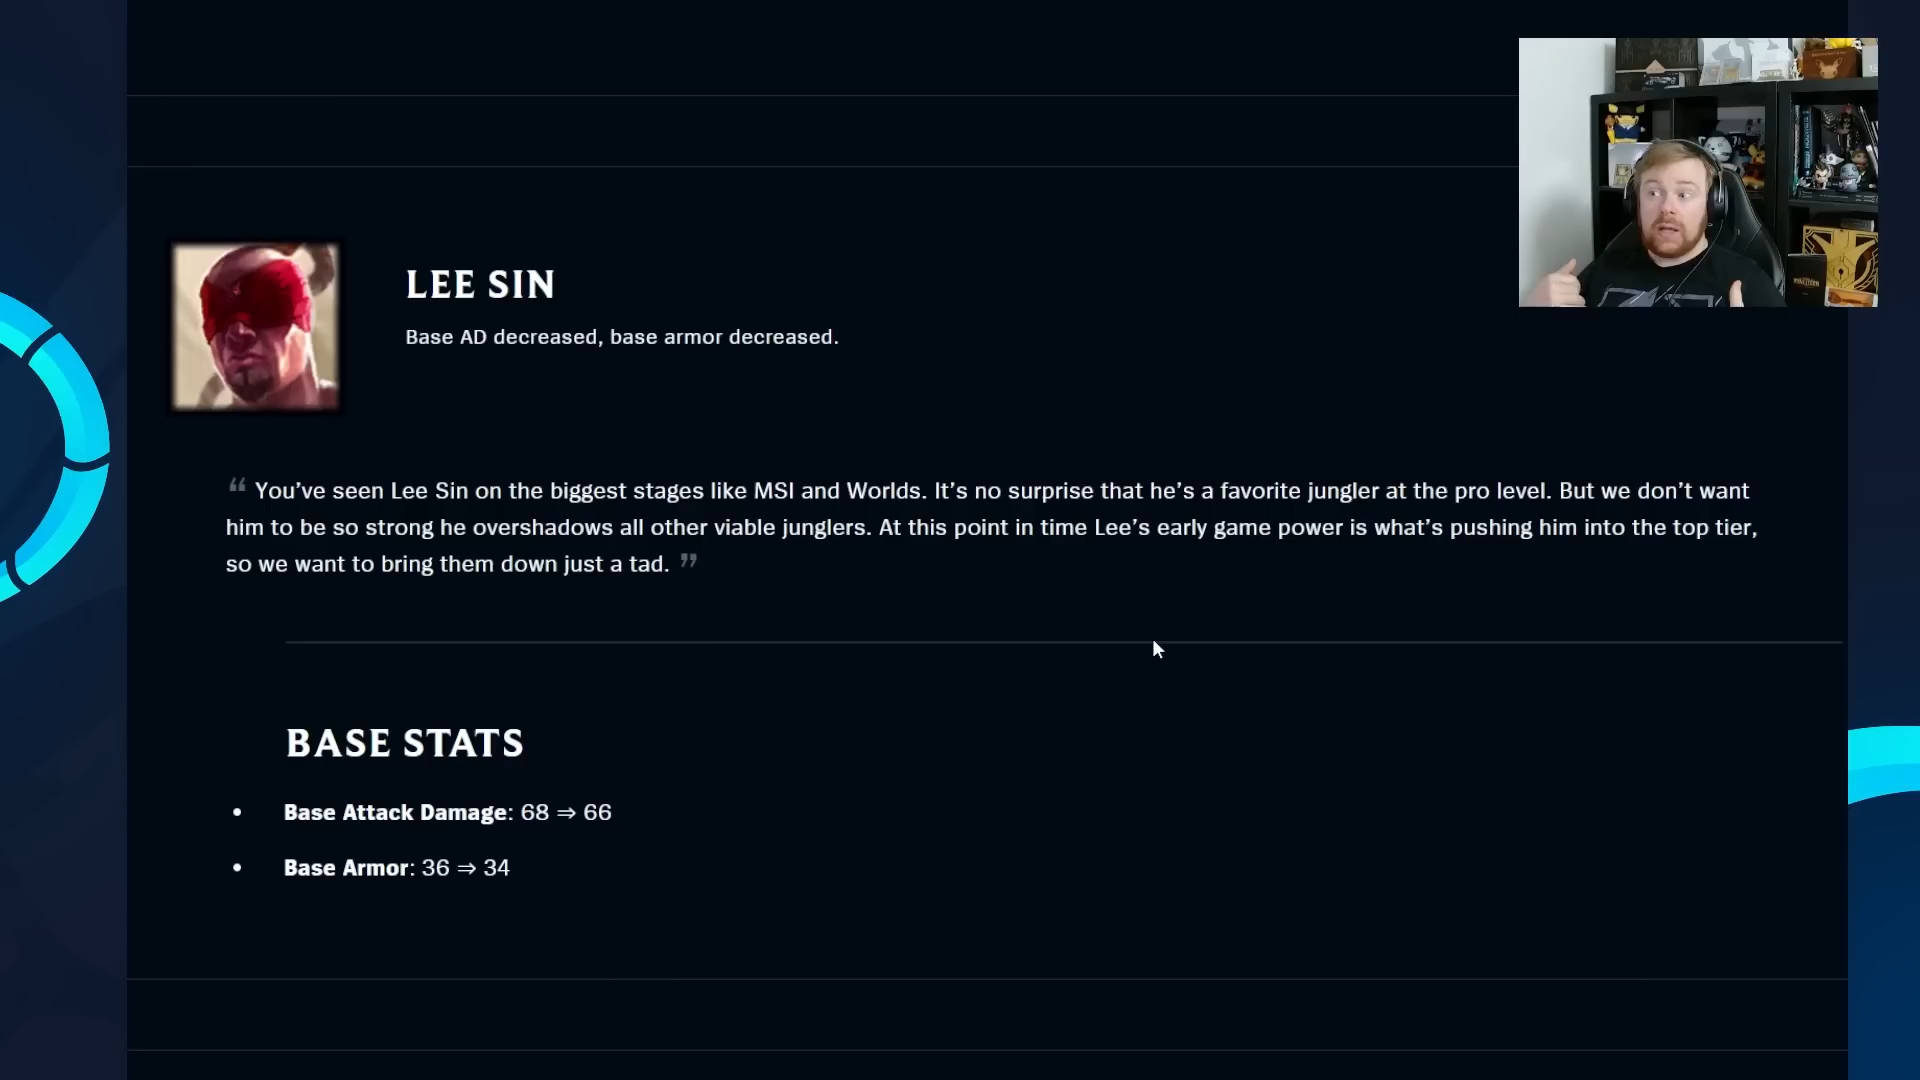 LEE SIN
Base AD decreased, base armor decreased.
“ You’ve seen Lee Sin on the biggest stages like MSI and Worlds. It’s no surprise that he’s a favorite jungler at the pro level. But we don’t want
him to be so strong he overshadows all other viable junglers. At this point in time Lee’s early game power is what’s pushing him into the top tier,
so we want to bring them down just a tad. ”
BASE STATS
• Base Attack Damage: 68 ⇒ 66
• Base Armor: 36 ⇒ 34